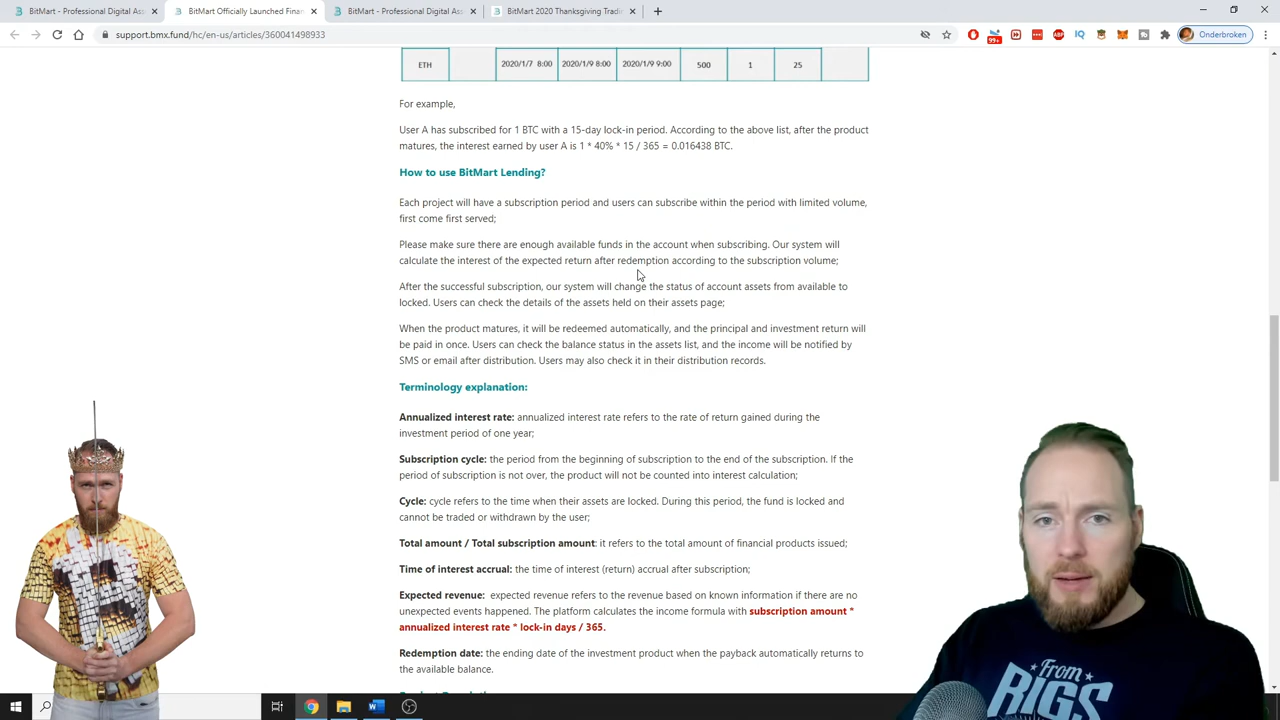 BitMart - Professional Digital Ass
BitMart Officially Launched Finan
BitMart - Professional Digital Ass
BitMart 2020 Thanksgiving Tradi
support.bmx.fund/hc/en-us/articles/360041498933
99+
ABP
IQ
Onderbroken
ETH 2020/1/7 8:00 2020/1/9 8:00 2020/1/9 9:00 500 1 25
For example,
User A has subscribed for 1 BTC with a 15-day lock-in period. According to the above list, after the product
matures, the interest earned by user A is 1 * 40% * 15 / 365 = 0.016438 BTC.
How to use BitMart Lending?
Each project will have a subscription period and users can subscribe within the period with limited volume,
first come first served;
Please make sure there are enough available funds in the account when subscribing. Our system will
calculate the interest of the expected return after redemption according to the subscription volume;
After the successful subscription, our system will change the status of account assets from available to
locked. Users can check the details of the assets held on their assets page;
When the product matures, it will be redeemed automatically, and the principal and investment return will
be paid in once. Users can check the balance status in the assets list, and the income will be notified by
SMS or email after distribution. Users may also check it in their distribution records.
Terminology explanation:
Annualized interest rate: annualized interest rate refers to the rate of return gained during the
investment period of one year;
Subscription cycle: the period from the beginning of subscription to the end of the subscription. If the
period of subscription is not over, the product will not be counted into interest calculation;
Cycle: cycle refers to the time when their assets are locked. During this period, the fund is locked and
cannot be traded or withdrawn by the user;
Total amount / Total subscription amount: it refers to the total amount of financial products issued;
Time of interest accrual: the time of interest (return) accrual after subscription;
Expected revenue: expected revenue refers to the revenue based on known information if there are no
unexpected events happened. The platform calculates the income formula with subscription amount *
annualized interest rate * lock-in days / 365.
Redemption date: the ending date of the investment product when the payback automatically returns to
the available balance.
From
RIGS